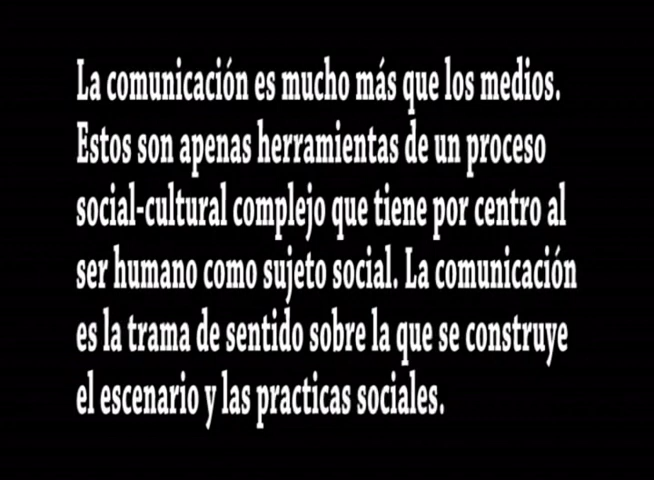 La comunicación es mucho más que los medios.
Estos son apenas herramientas de un proceso
social-cultural complejo que tiene por centro al
ser humano como sujeto social. La comunicación
es la trama de sentido sobre la que se construye
el escenario y las practicas sociales.